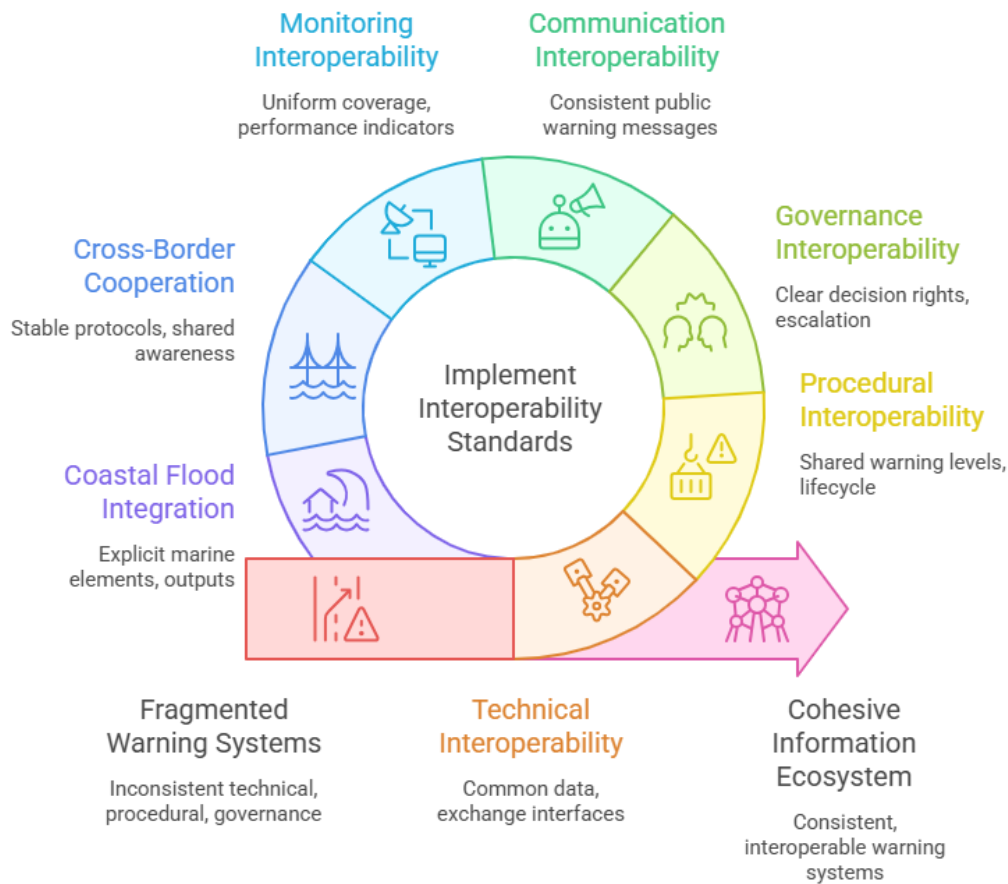 Monitoring
Interoperability
Uniform coverage,
performance indicators
Communication
Interoperability
Consistent public
warning messages
Governance
Interoperability
Clear decision rights,
escalation
Cross-Border
Cooperation
Stable protocols, shared
awareness
Implement
Interoperability
Standards
Procedural
Interoperability
Shared warning levels,
lifecycle
Coastal Flood
Integration
Explicit marine
elements, outputs
Fragmented
Warning Systems
Inconsistent technical,
procedural, governance
Technical
Interoperability
Common data,
exchange interfaces
Cohesive
Information
Ecosystem
Consistent,
interoperable warning
systems